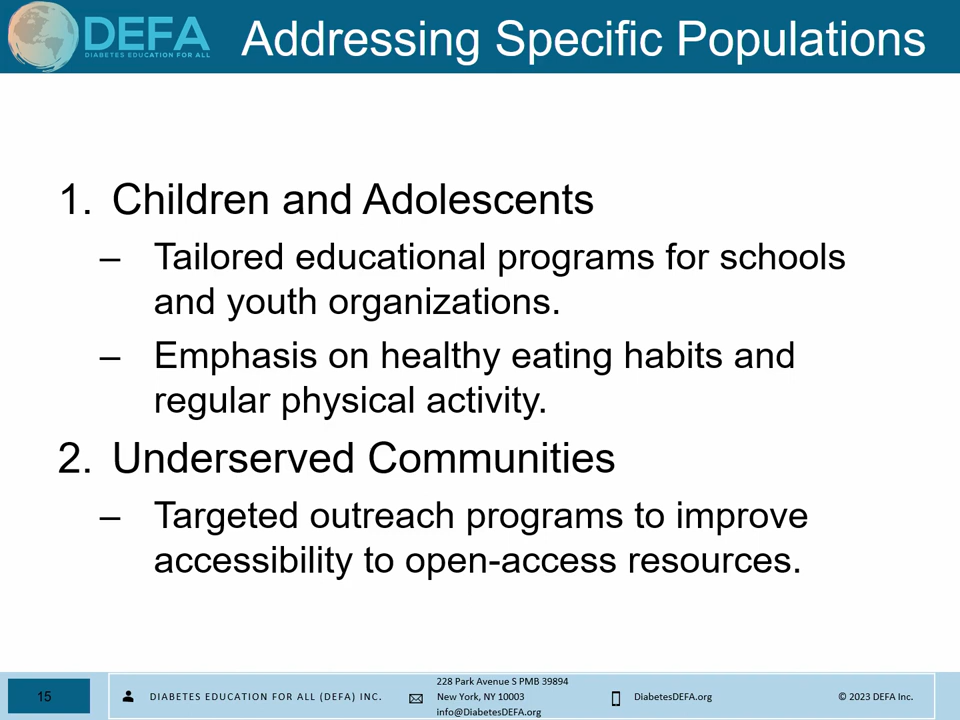 DEFA
DIABETES EDUCATION FOR ALL
Addressing Specific Populations
1. Children and Adolescents
– Tailored educational programs for schools
and youth organizations.
– Emphasis on healthy eating habits and
regular physical activity.
2. Underserved Communities
– Targeted outreach programs to improve
accessibility to open-access resources.
15
DIABETES EDUCATION FOR ALL (DEFA) INC.
228 Park Avenue S PMB 39894
New York, NY 10003
info@DiabetesDEFA.org
DiabetesDEFA.org
© 2023 DEFA Inc.